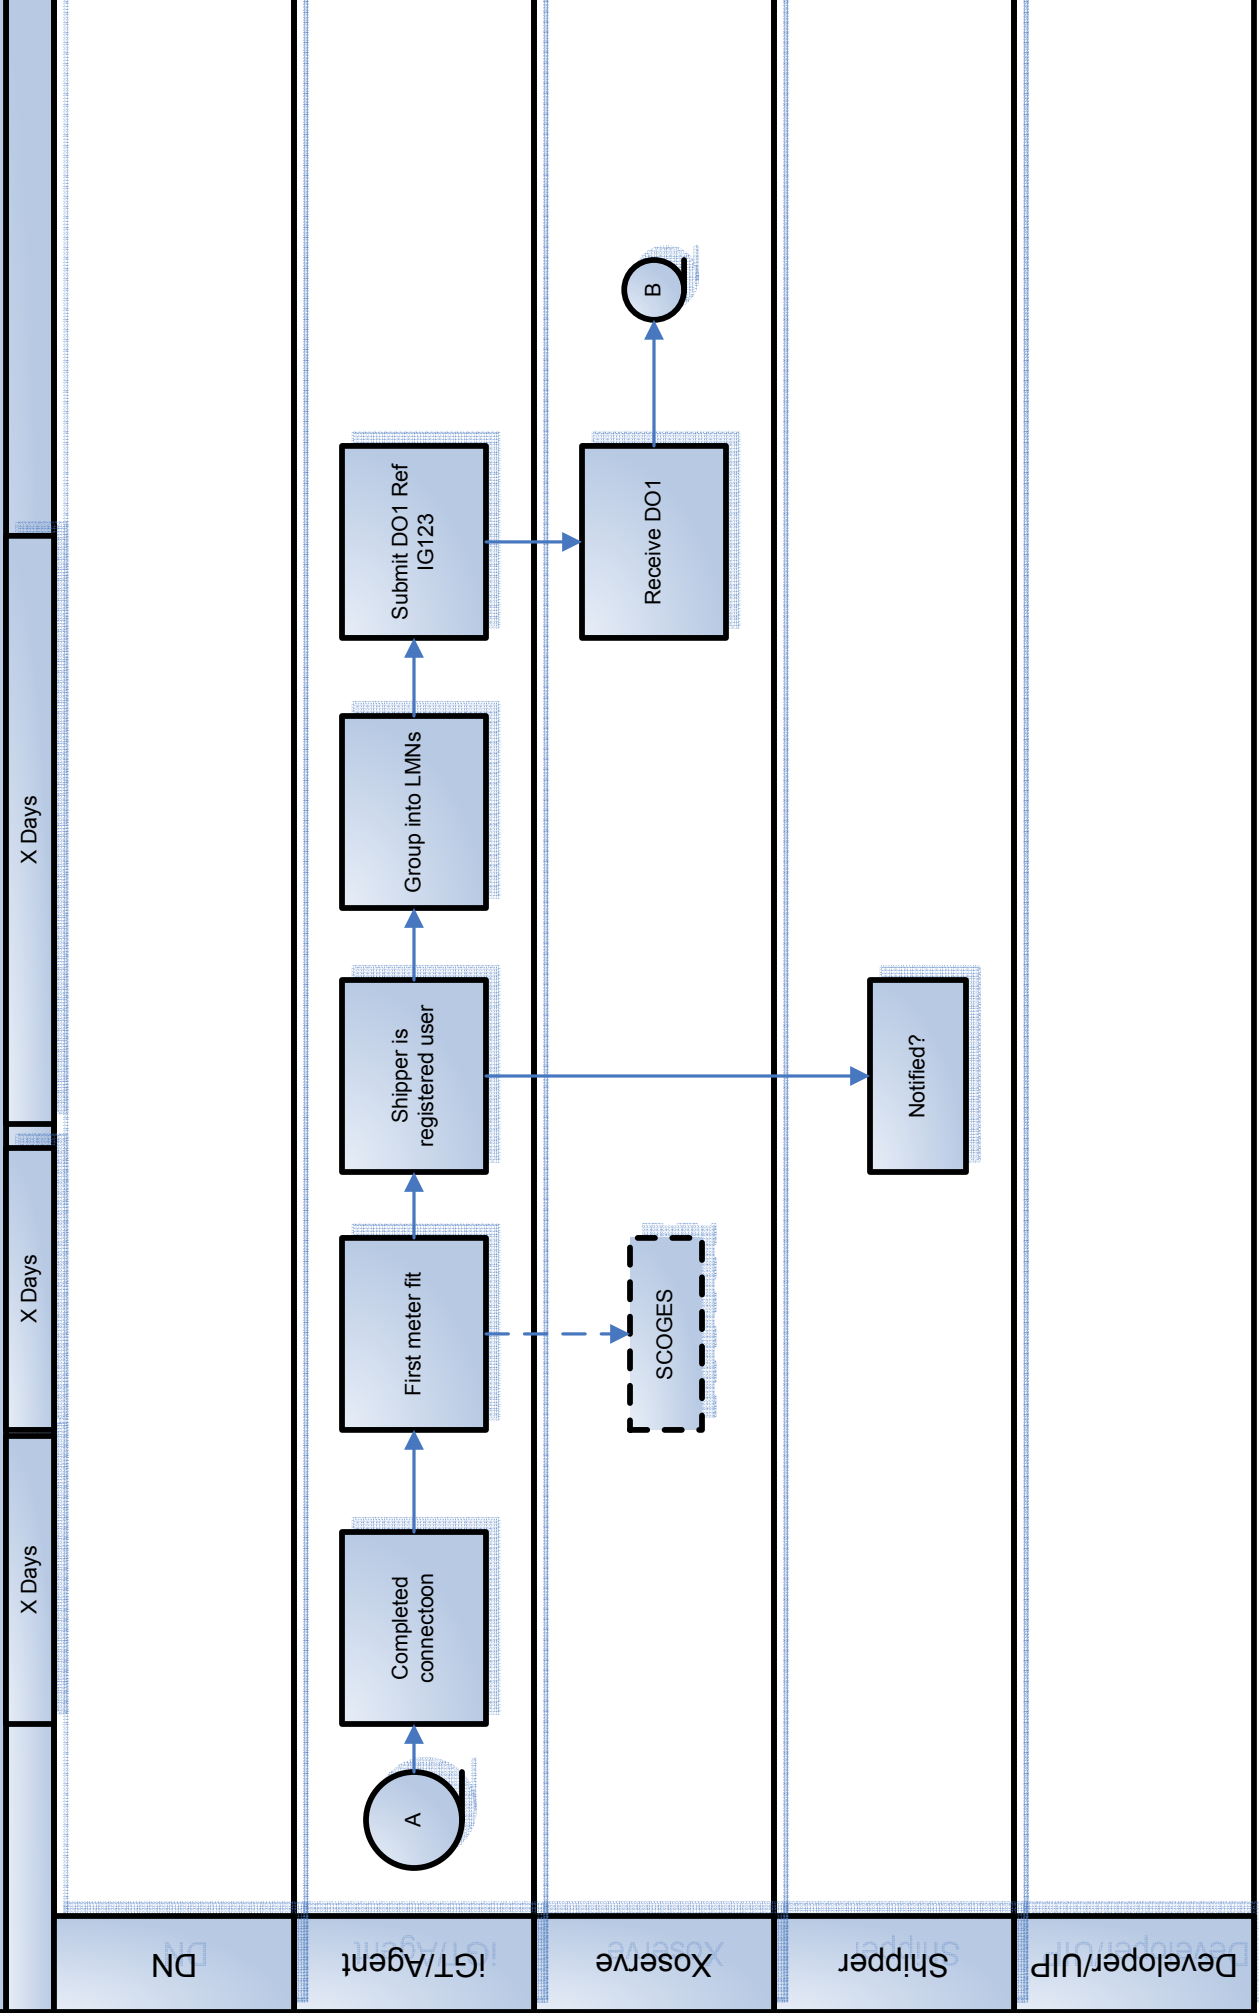 X Days
X Days
X Days
DN
iGT/Agent
A
Completed
connectoon
First meter fit
Shipper is
registered user
Group into LMNs
Submit DO1 Ref
IG123
Xoserve
SCOGES
Receive DO1
B
Shipper
Notified?
Developer/UIP